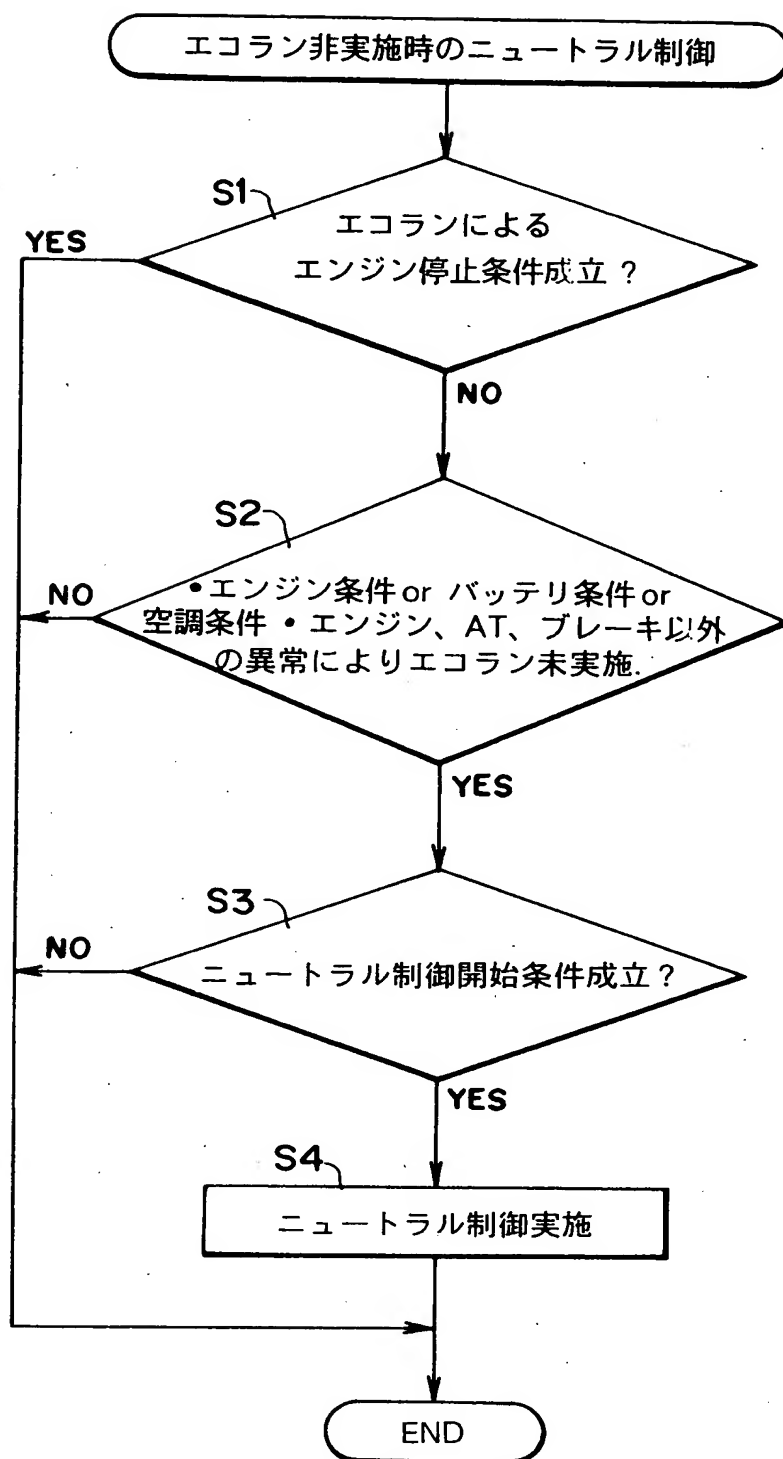 エコラン非実施時のニュートラル制御
S1
YES
エコランによる
エンジン停止条件成立?
NO
S2
NO
•エンジン条件or バッテリ条件or
空調条件 • エンジン、AT、ブレーキ以外
の異常によりエコラン未実施.
YES
S3
NO
ニュートラル制御開始条件成立?
YES
S4
ニュートラル制御実施
END